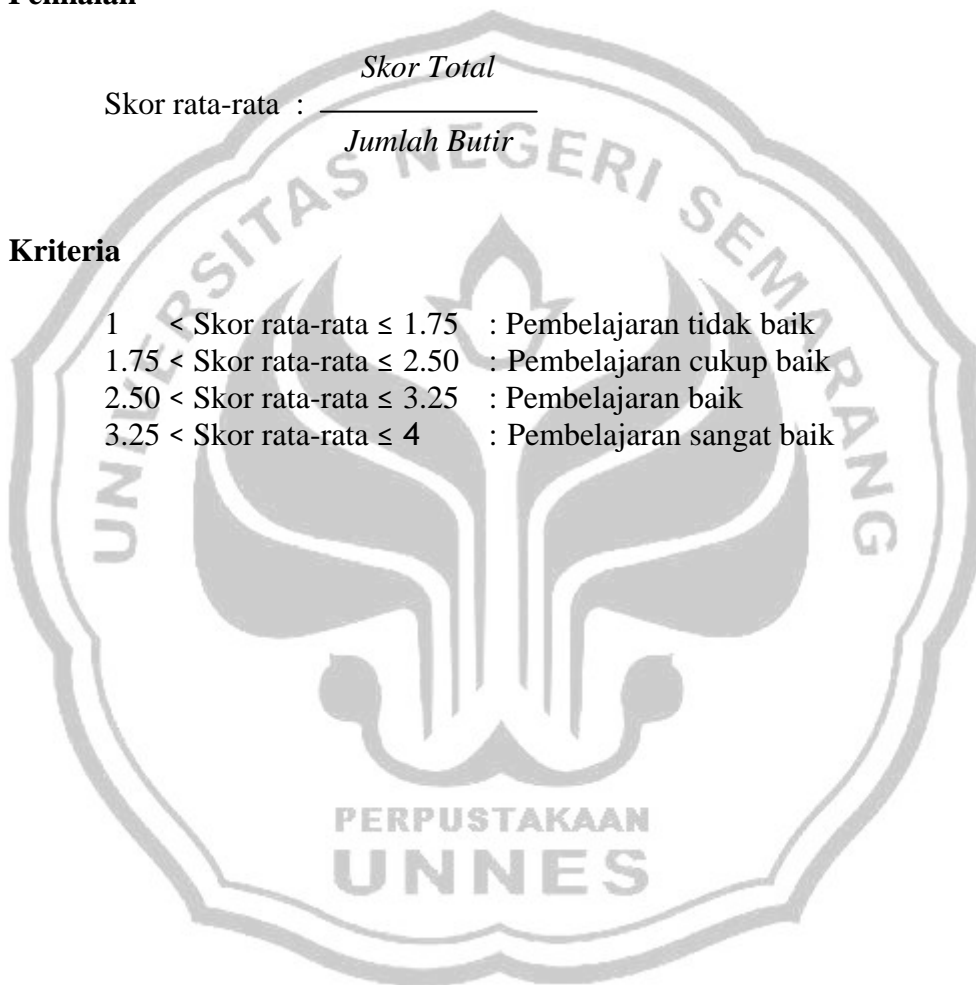 Penilaian
Skor Total
Skor rata-rata :
Jumlah Butir
Kriteria
1 < Skor rata-rata ≤ 1.75 : Pembelajaran tidak baik
1.75 < Skor rata-rata ≤ 2.50 : Pembelajaran cukup baik
2.50 < Skor rata-rata ≤ 3.25 : Pembelajaran baik
3.25 < Skor rata-rata ≤ 4 : Pembelajaran sangat baik
UNIVERSITAS NEGERI SEMARANG
PERPUSTAKAAN
UNNES